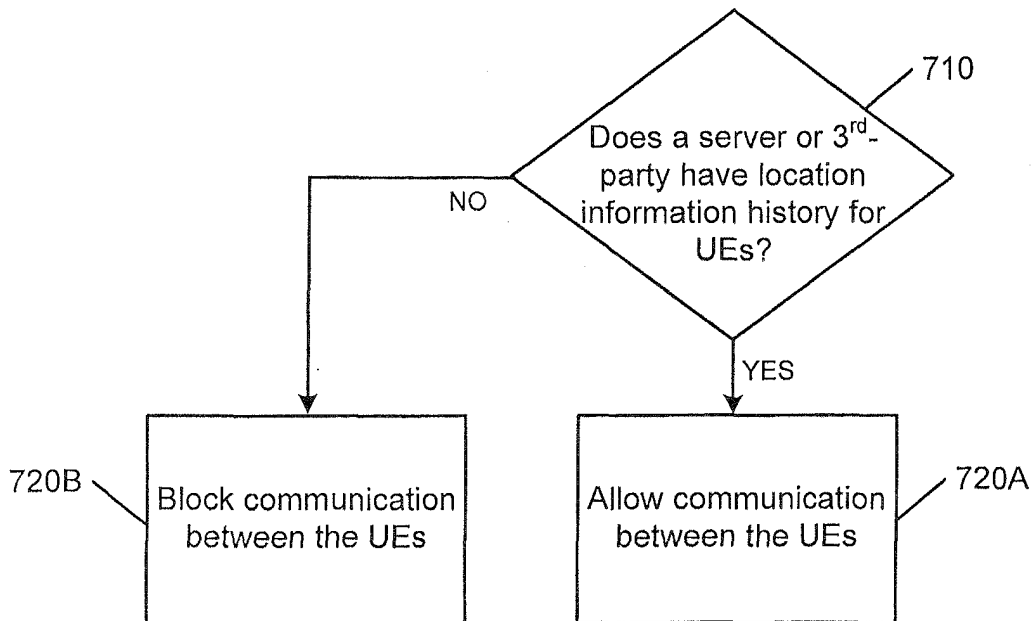 710
Does a server or 3rd-
party have location
information history for
UEs?
NO
YES
720B
Block communication
between the UEs
Allow communication
between the UEs
720A